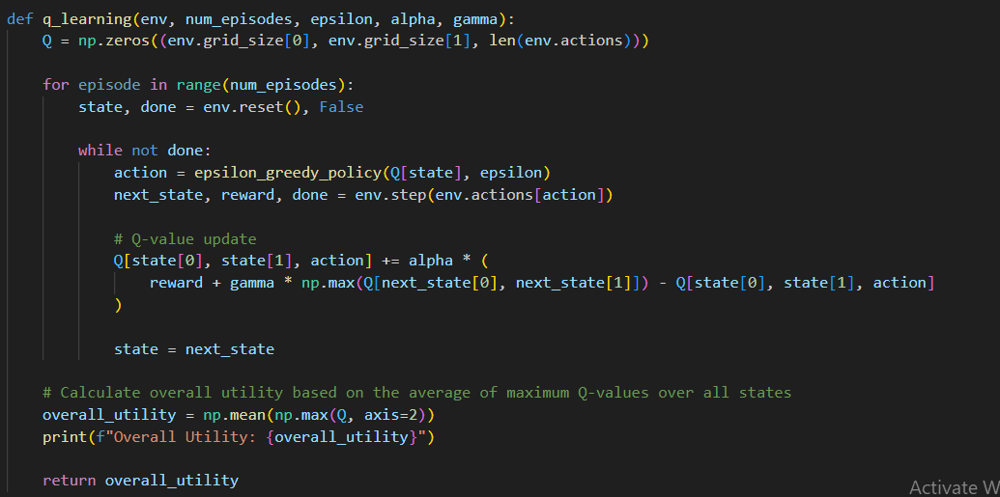 def q_learning(env, num_episodes, epsilon, alpha, gamma):
    Q = np.zeros((env.grid_size[0], env.grid_size[1], len(env.actions)))
    for episode in range(num_episodes):
        state, done = env.reset(), False
        while not done:
            action = epsilon_greedy_policy(Q[state], epsilon)
            next_state, reward, done = env.step(env.actions[action])
            # Q-value update
            Q[state[0], state[1], action] += alpha * (
                reward + gamma * np.max(Q[next_state[0], next_state[1]]) - Q[state[0], state[1], action]
            )
            state = next_state
    # Calculate overall utility based on the average of maximum Q-values over all states
    overall_utility = np.mean(np.max(Q, axis=2))
    print(f"Overall Utility: {overall_utility}")
    return overall_utility
Activate W